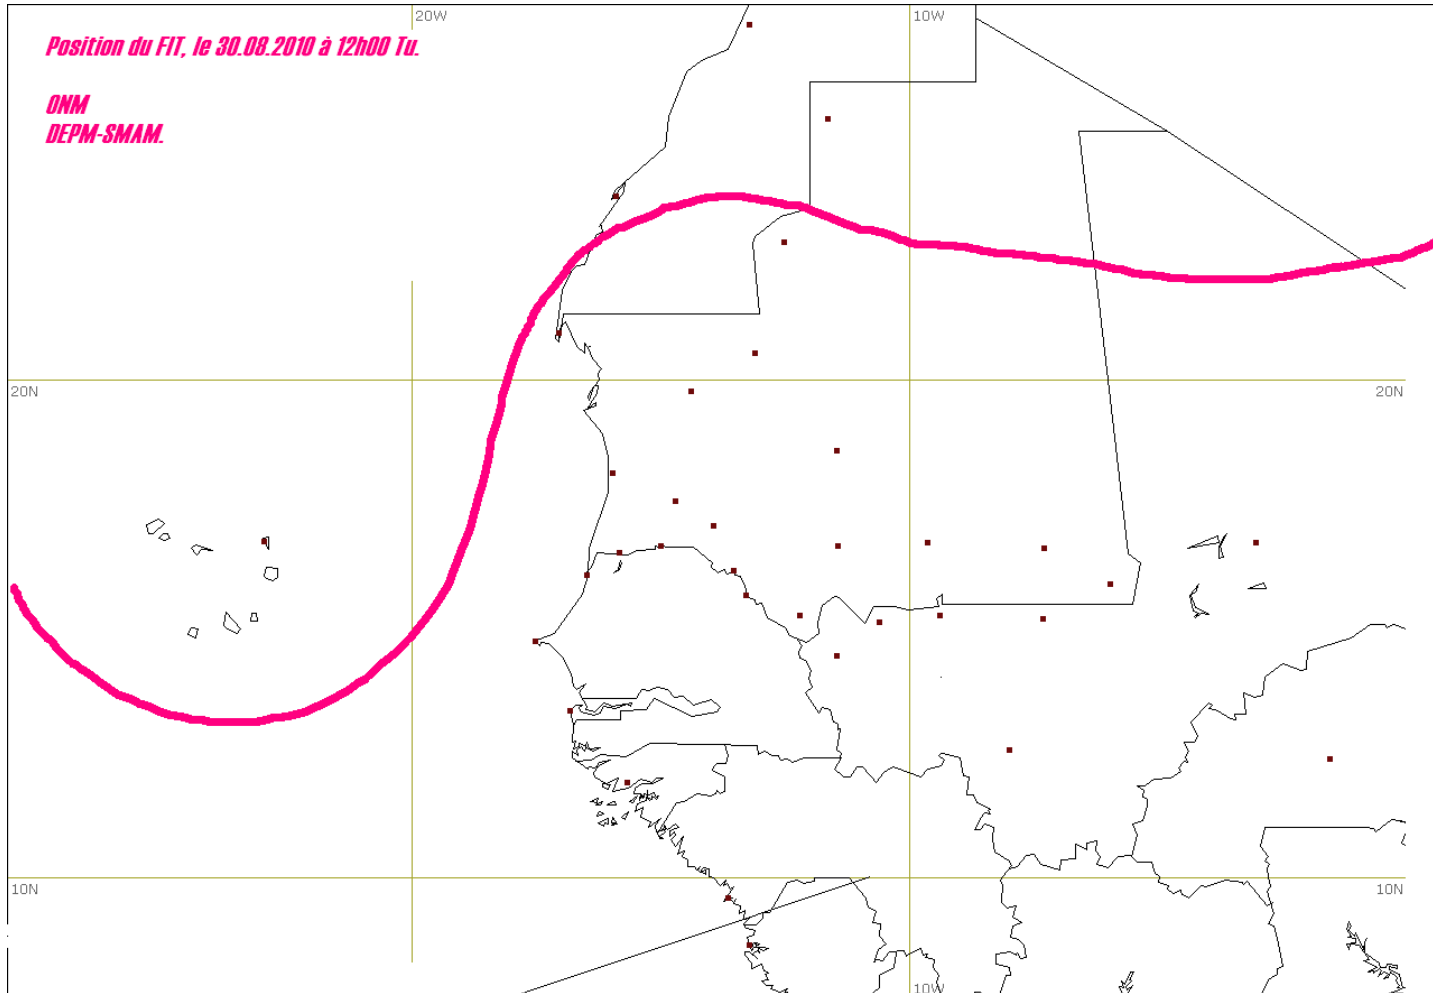 20W
10W
Position du FIT, le 30.08.2010 à 12h00 Tu.
ONM
DEPM-SMAM.
20N
20N
10N
10N
10W